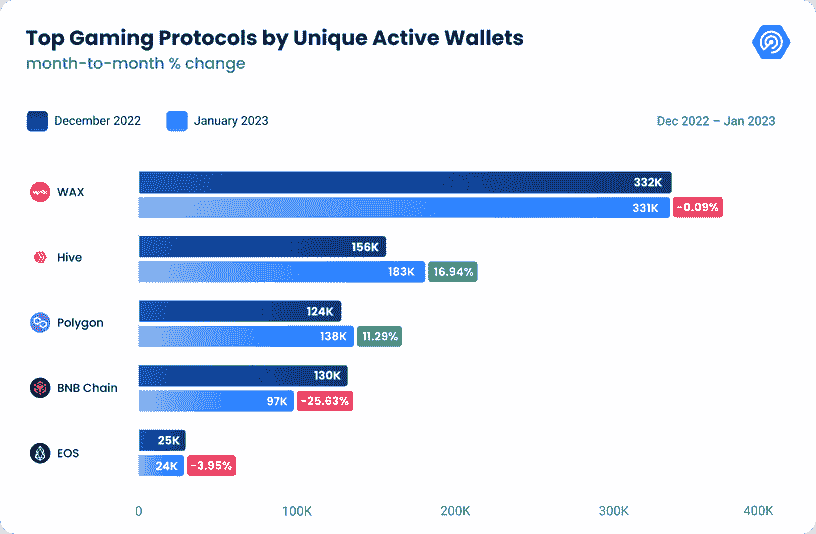 Top Gaming Protocols by Unique Active Wallets
month-to-month % change
December 2022 January 2023 Dec 2022 – Jan 2023
WAX
332K
331K -0.09%
Hive
156K
183K 16.94%
Polygon
124K
138K 11.29%
BNB Chain
130K
97K -25.63%
EOS
25K
24K -3.95%
0 100K 200K 300K 400K